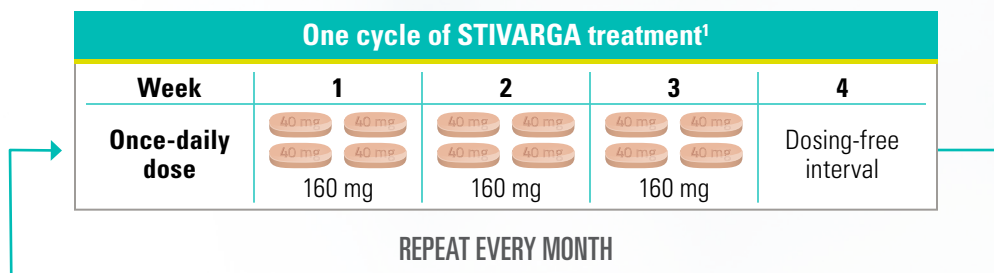 One cycle of STIVARGA treatment¹
Week 1 2 3 4
Once-daily dose
40 mg 40 mg 40 mg 40 mg 40 mg 40 mg
40 mg 40 mg 40 mg 40 mg 40 mg 40 mg
160 mg 160 mg 160 mg
Dosing-free
interval
REPEAT EVERY MONTH